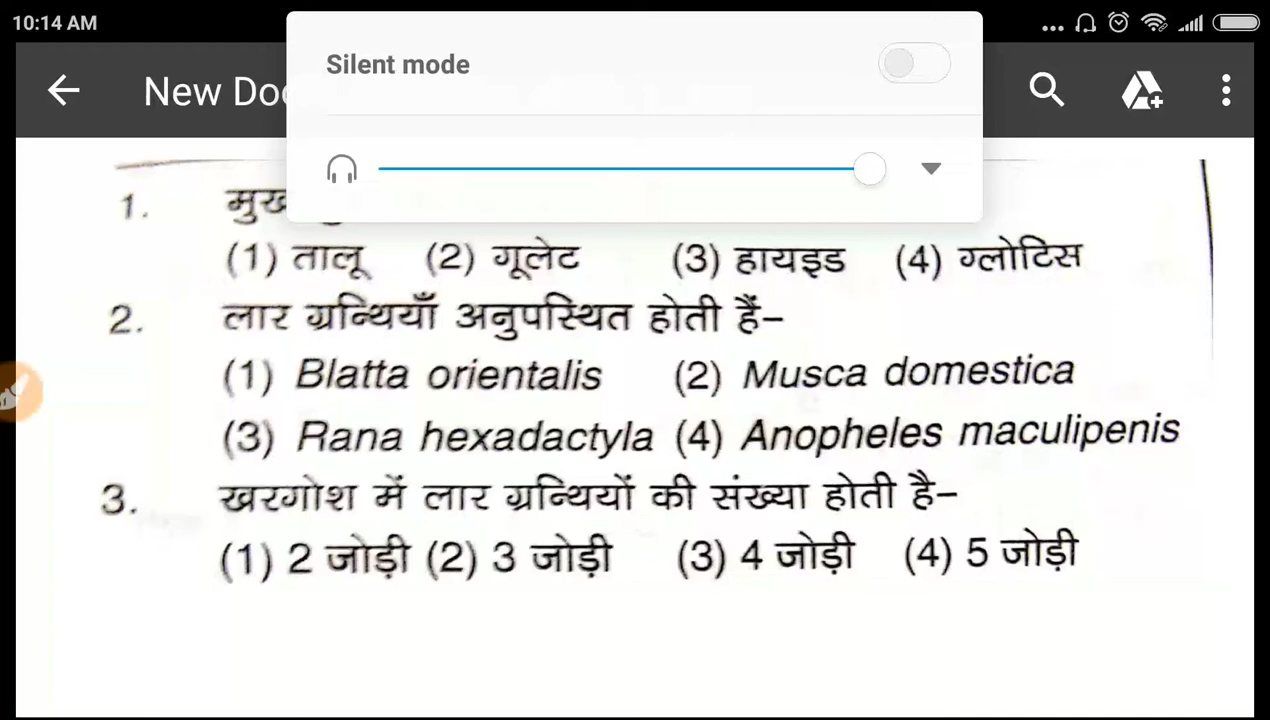 10:14 AM
Silent mode
New Doc
1.
(1) तालू (2) गूलेट (3) हायइड (4) ग्लोटिस
2. लार ग्रन्थियाँ अनुपस्थित होती हैं–
(1) Blatta orientalis (2) Musca domestica
(3) Rana hexadactyla (4) Anopheles maculipenis
3. खरगोश में लार ग्रन्थियों की संख्या होती है–
(1) 2 जोड़ी (2) 3 जोड़ी (3) 4 जोड़ी (4) 5 जोड़ी